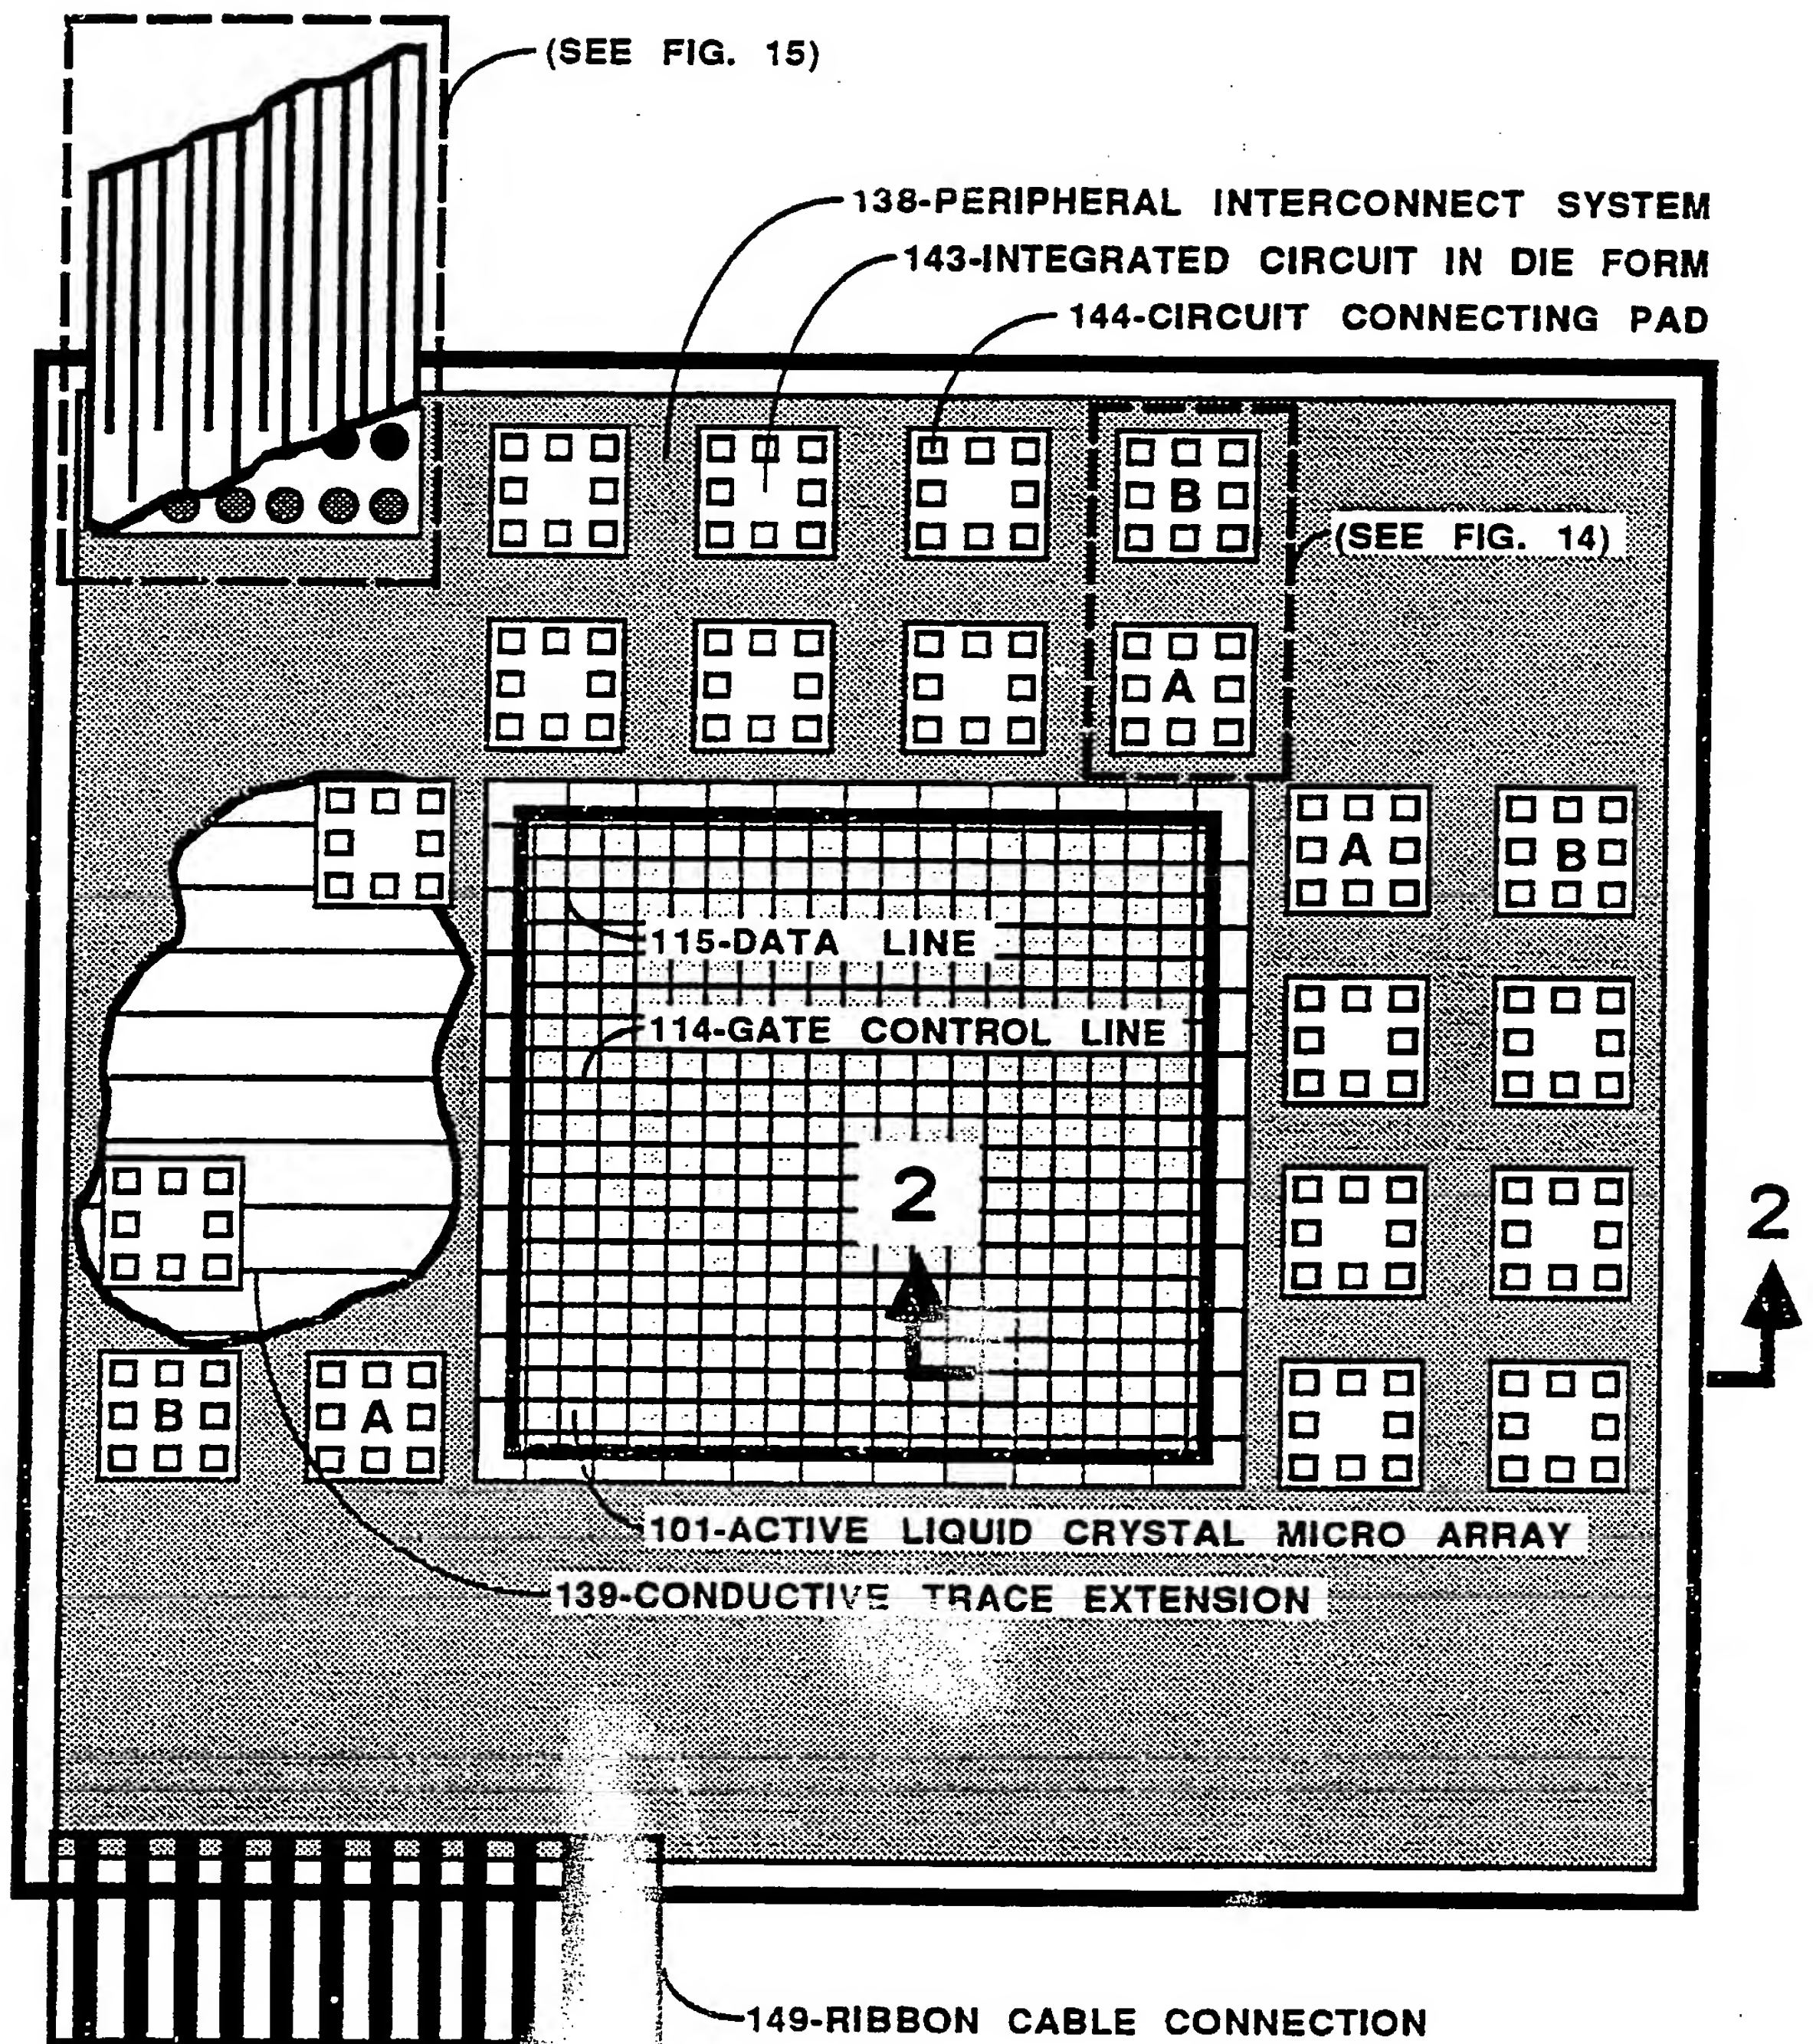 (SEE FIG. 15)
138-PERIPHERAL INTERCONNECT SYSTEM
143-INTEGRATED CIRCUIT IN DIE FORM
144-CIRCUIT CONNECTING PAD
B
(SEE FIG. 14)
A
A
B
115-DATA LINE
114-GATE CONTROL LINE
2
2
B
A
101-ACTIVE LIQUID CRYSTAL MICRO ARRAY
139-CONDUCTIVE TRACE EXTENSION
149-RIBBON CABLE CONNECTION